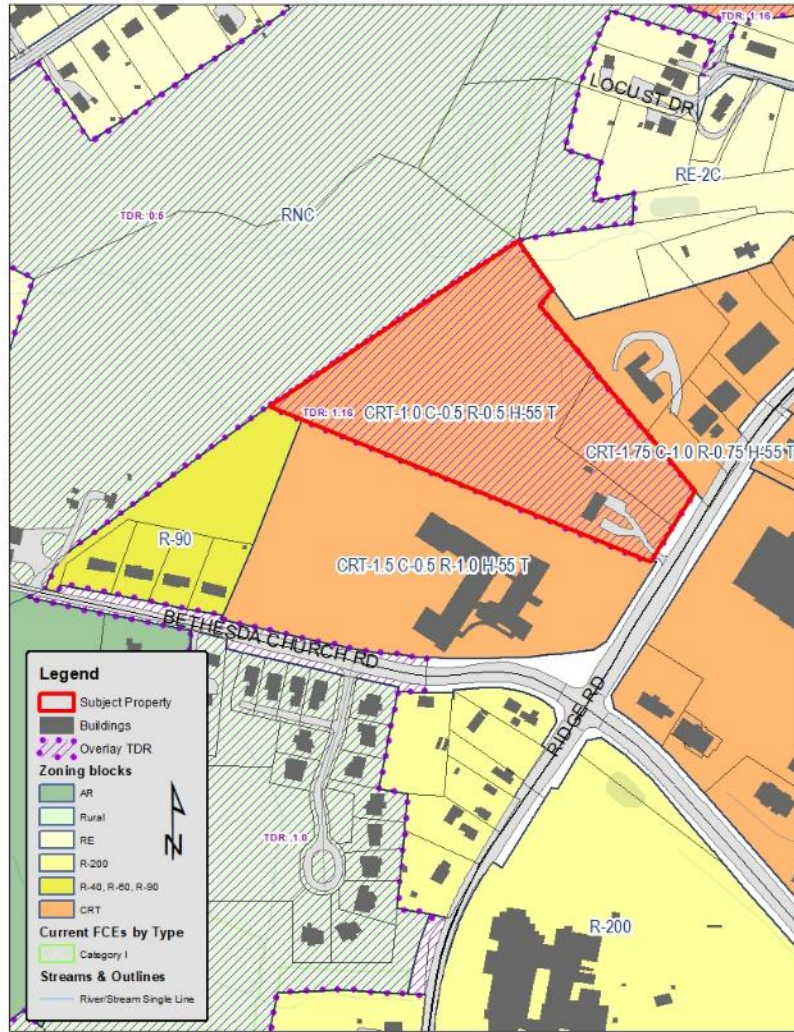 TDR: 1.16
LOCUST DR
RE-2C
TDR: 0.5
RNC
TDR: 1.16
CRT-1.0 C-0.5 R-0.5 H-55 T
CRT-1.75 C-1.0 R-0.75 H-55 T
R-90
CRT-1.5 C-0.5 R-1.0 H-55 T
BETHESDA CHURCH RD
RIDGE RD
TDR: 1.0
R-200
Legend
Subject Property
Buildings
Overlay TDR
Zoning blocks
AR
Rural
RE
R-200
R-40, R-60, R-90
CRT
N
Current FCEs by Type
Category I
Streams & Outlines
River/Stream Single Line